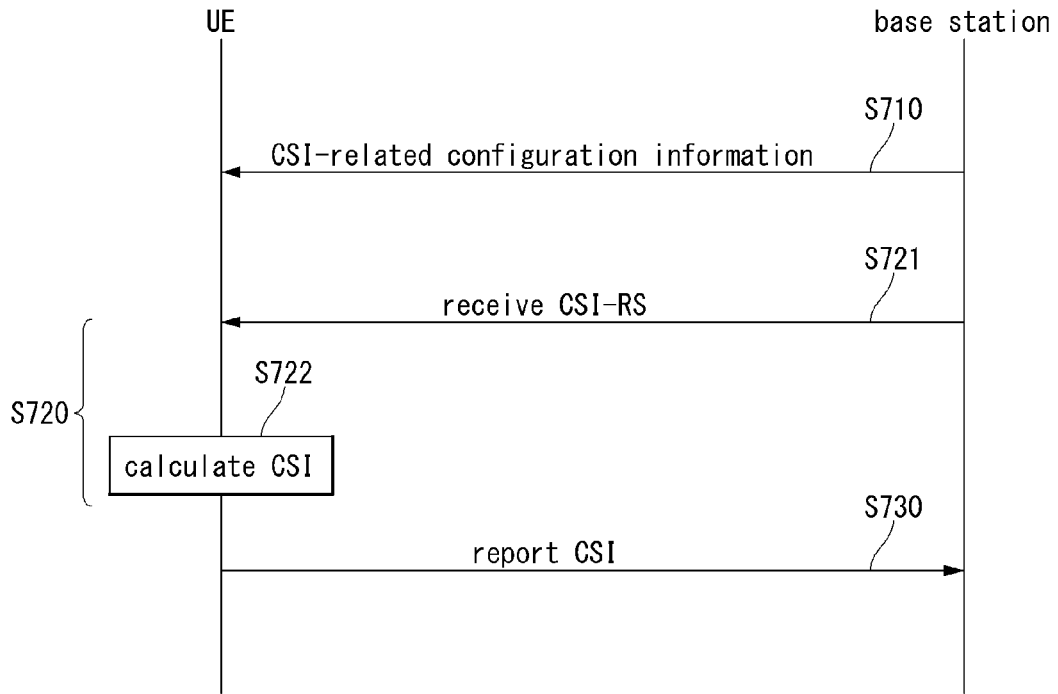 UE
base station
S710
CSI-related configuration information
S721
receive CSI-RS
S722
S720
calculate CSI
S730
report CSI